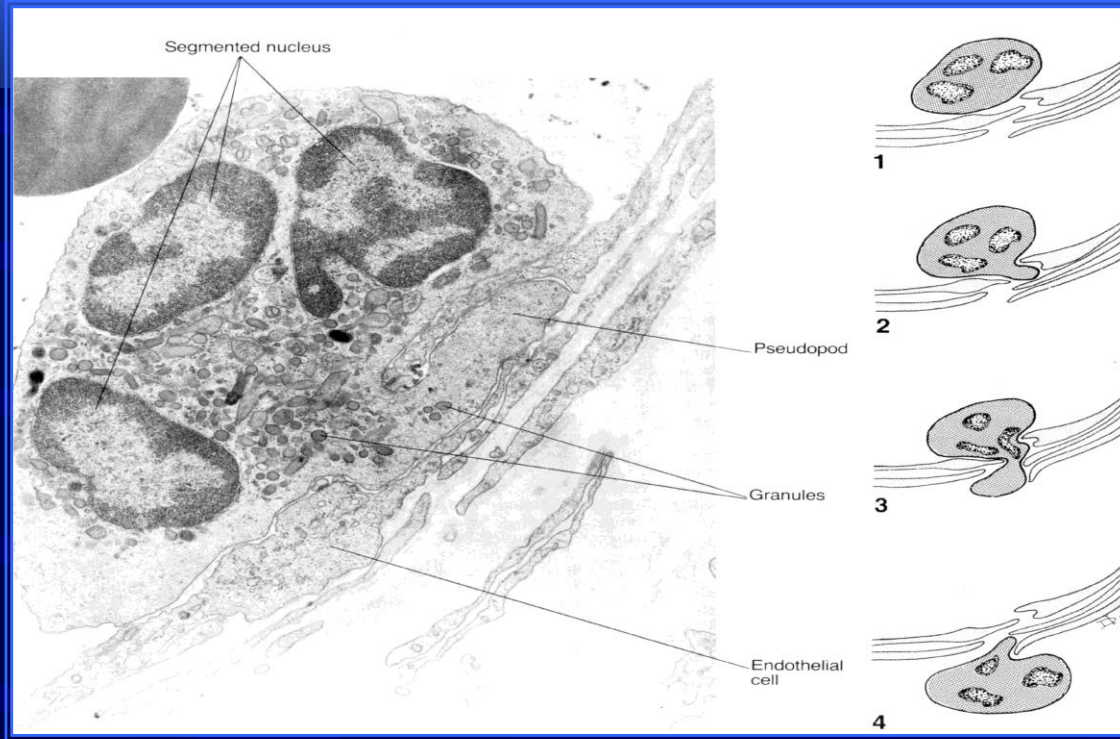 Segmented nucleus
Pseudopod
Granules
Endothelial
cell
1
2
3
4